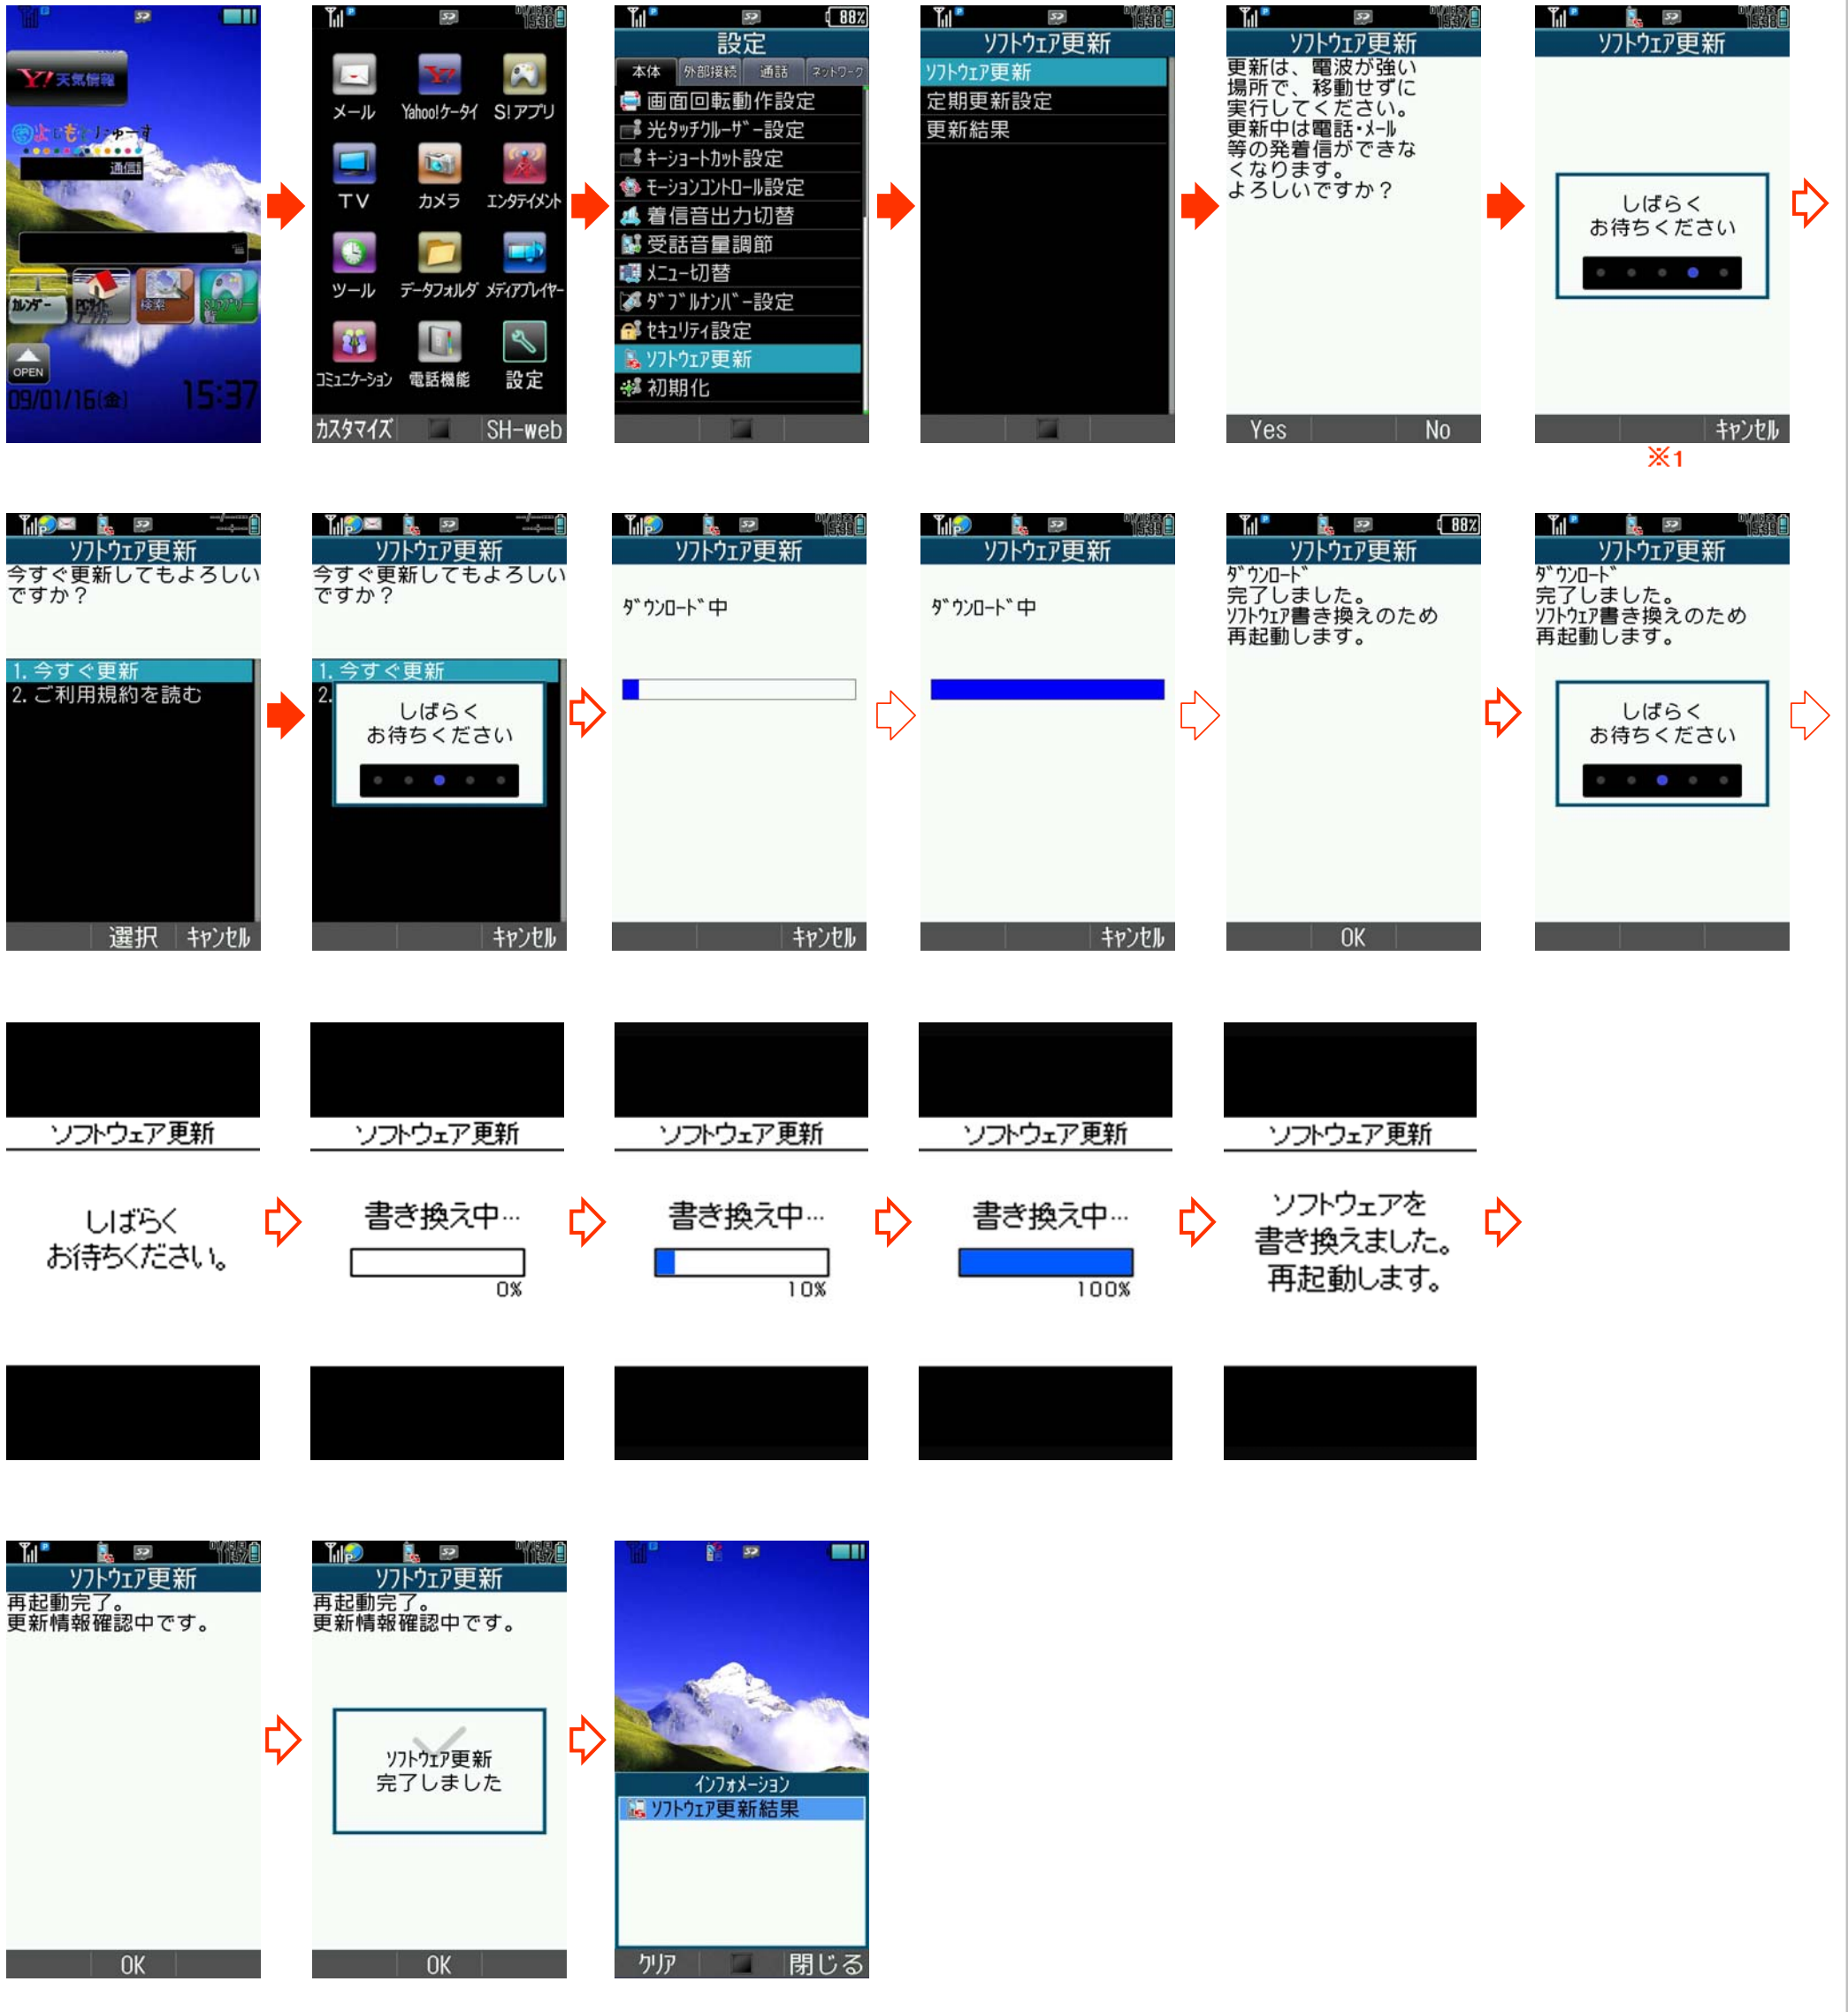 Y! 天気情報
通信
カレンダー
検索
OPEN
09/01/16(金) 15:37
メール Yahoo!ケータイ S!アプリ
TV カメラ エンタテイメント
ツール データフォルダ メディアプレイヤー
コミュニケーション 電話機能 設定
カスタマイズ SH-web
88%
設定
本体 外部接続 通話 ネットワーク
画面回転動作設定
光タッチクルーザー設定
キーショートカット設定
モーションコントロール設定
着信音出力切替
受話音量調節
メニュー切替
ダブルナンバー設定
セキュリティ設定
ソフトウェア更新
初期化
ソフトウェア更新
ソフトウェア更新
定期更新設定
更新結果
ソフトウェア更新
更新は、電波が強い
場所で、移動せずに
実行してください。
更新中は電話・メール
等の発着信ができな
くなります。
よろしいですか？
Yes No
ソフトウェア更新
しばらく
お待ちください
キャンセル
※1
ソフトウェア更新
今すぐ更新してもよろしい
ですか？
1.今すぐ更新
2.ご利用規約を読む
選択 キャンセル
ソフトウェア更新
今すぐ更新してもよろしい
ですか？
1.今すぐ更新
2.
しばらく
お待ちください
キャンセル
ソフトウェア更新
ダウンロード中
キャンセル
ソフトウェア更新
ダウンロード中
キャンセル
88%
ソフトウェア更新
ダウンロード
完了しました。
ソフトウェア書き換えのため
再起動します。
OK
ソフトウェア更新
ダウンロード
完了しました。
ソフトウェア書き換えのため
再起動します。
しばらく
お待ちください
ソフトウェア更新
しばらく
お待ちください。
ソフトウェア更新
書き換え中…
0%
ソフトウェア更新
書き換え中…
10%
ソフトウェア更新
書き換え中…
100%
ソフトウェア更新
ソフトウェアを
書き換えました。
再起動します。
ソフトウェア更新
再起動完了。
更新情報確認中です。
OK
ソフトウェア更新
再起動完了。
更新情報確認中です。
ソフトウェア更新
完了しました
OK
インフォメーション
ソフトウェア更新結果
クリア 閉じる